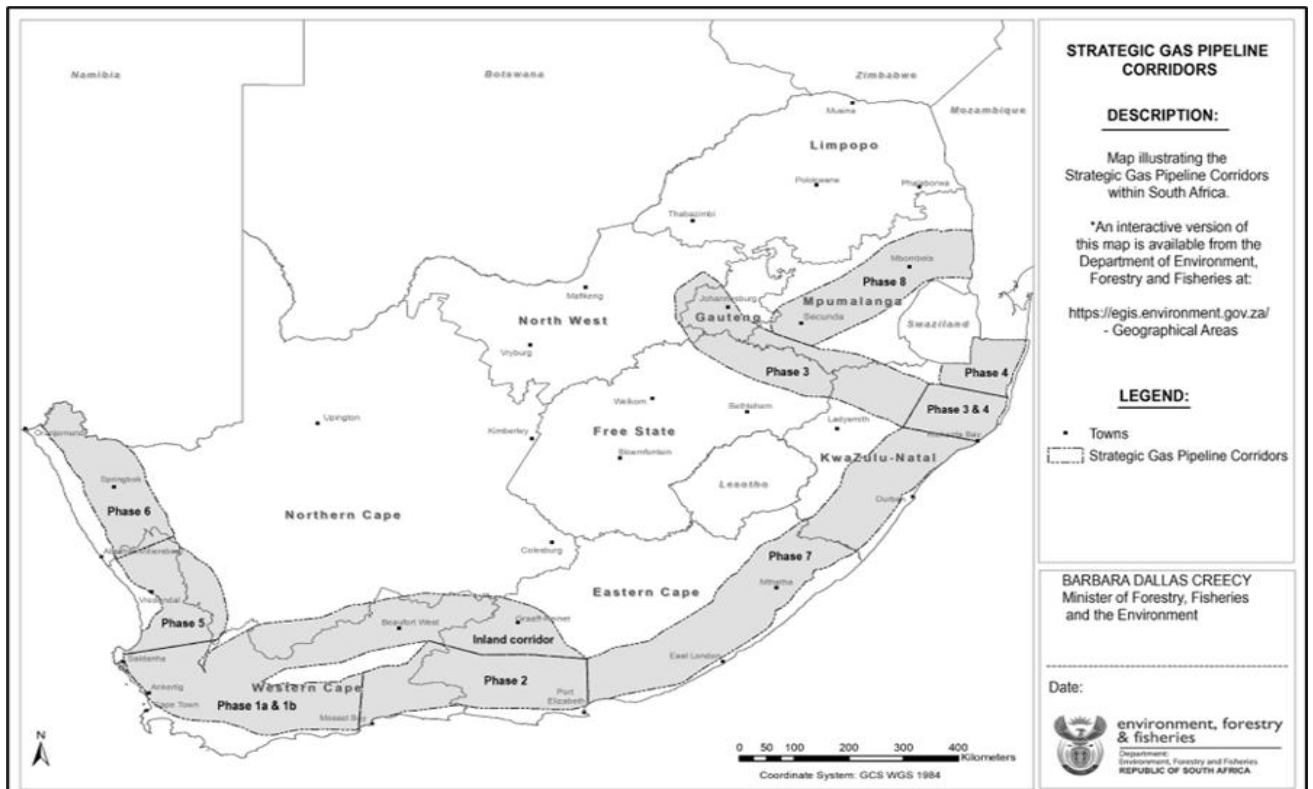 Namibia
Botswana
Zimbabwe
Mozambique
Musina
Limpopo
Polokwane
Phalaborwa
Thabazimbi
Mbombela
Phase 8
Mafikeng
Johannesburg
Mpumalanga
North West
Gauteng
Secunda
Swaziland
Vryburg
Phase 3
Phase 4
Welkom
Bethlehem
Phase 3 & 4
Upington
Ladysmith
Oranjemund
Kimberley
Free State
Richards Bay
Bloemfontein
KwaZulu-Natal
Springbok
Lesotho
Durban
Phase 6
Northern Cape
Colesburg
Phase 7
Mthatha
Eastern Cape
Vredendal
Phase 5
Beaufort West
Graaff-Reinet
Inland corridor
Saldanha
East London
Western Cape
Phase 2
Ankerlig
Cape Town
Phase 1a & 1b
Port
Elizabeth
Mossel Bay
N
0 50 100 200 300 400
Kilometers
Coordinate System: GCS WGS 1984
STRATEGIC GAS PIPELINE
CORRIDORS
DESCRIPTION:
Map illustrating the
Strategic Gas Pipeline Corridors
within South Africa.
*An interactive version of
this map is available from the
Department of Environment,
Forestry and Fisheries at:
https://egis.environment.gov.za/
- Geographical Areas
LEGEND:
Towns
Strategic Gas Pipeline Corridors
BARBARA DALLAS CREECY
Minister of Forestry, Fisheries
and the Environment
Date:
environment, forestry
& fisheries
Department:
Environment, Forestry and Fisheries
REPUBLIC OF SOUTH AFRICA